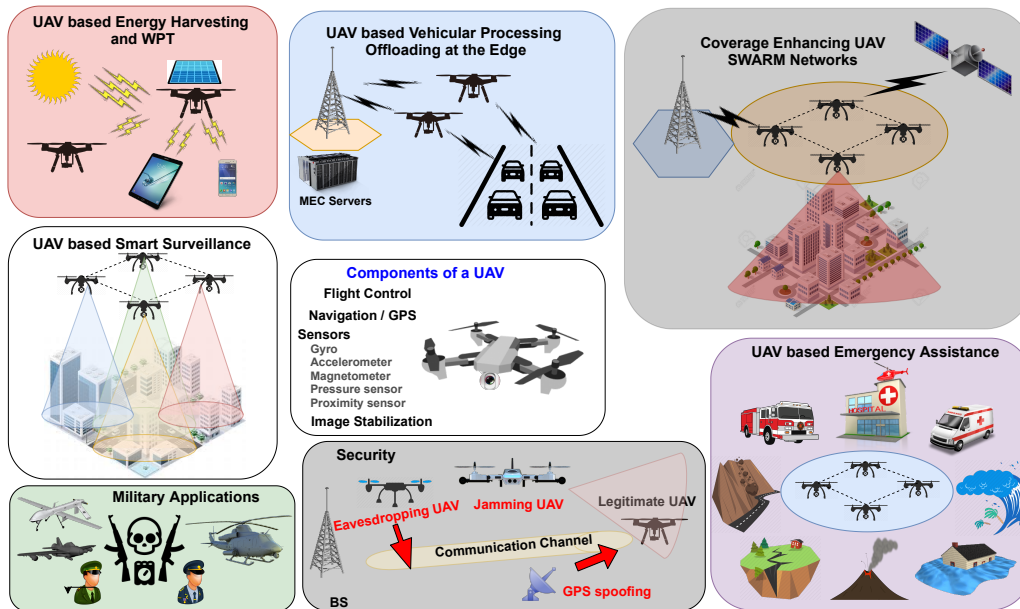 UAV based Energy Harvesting
and WPT
UAV based Vehicular Processing
Offloading at the Edge
MEC Servers
Coverage Enhancing UAV
SWARM Networks
UAV based Smart Surveillance
Components of a UAV
Flight Control
Navigation / GPS
Sensors
Gyro
Accelerometer
Magnetometer
Pressure sensor
Proximity sensor
Image Stabilization
UAV based Emergency Assistance
HOSPITAL
Military Applications
Security
Eavesdropping UAV
Jamming UAV
Legitimate UAV
Communication Channel
GPS spoofing
BS